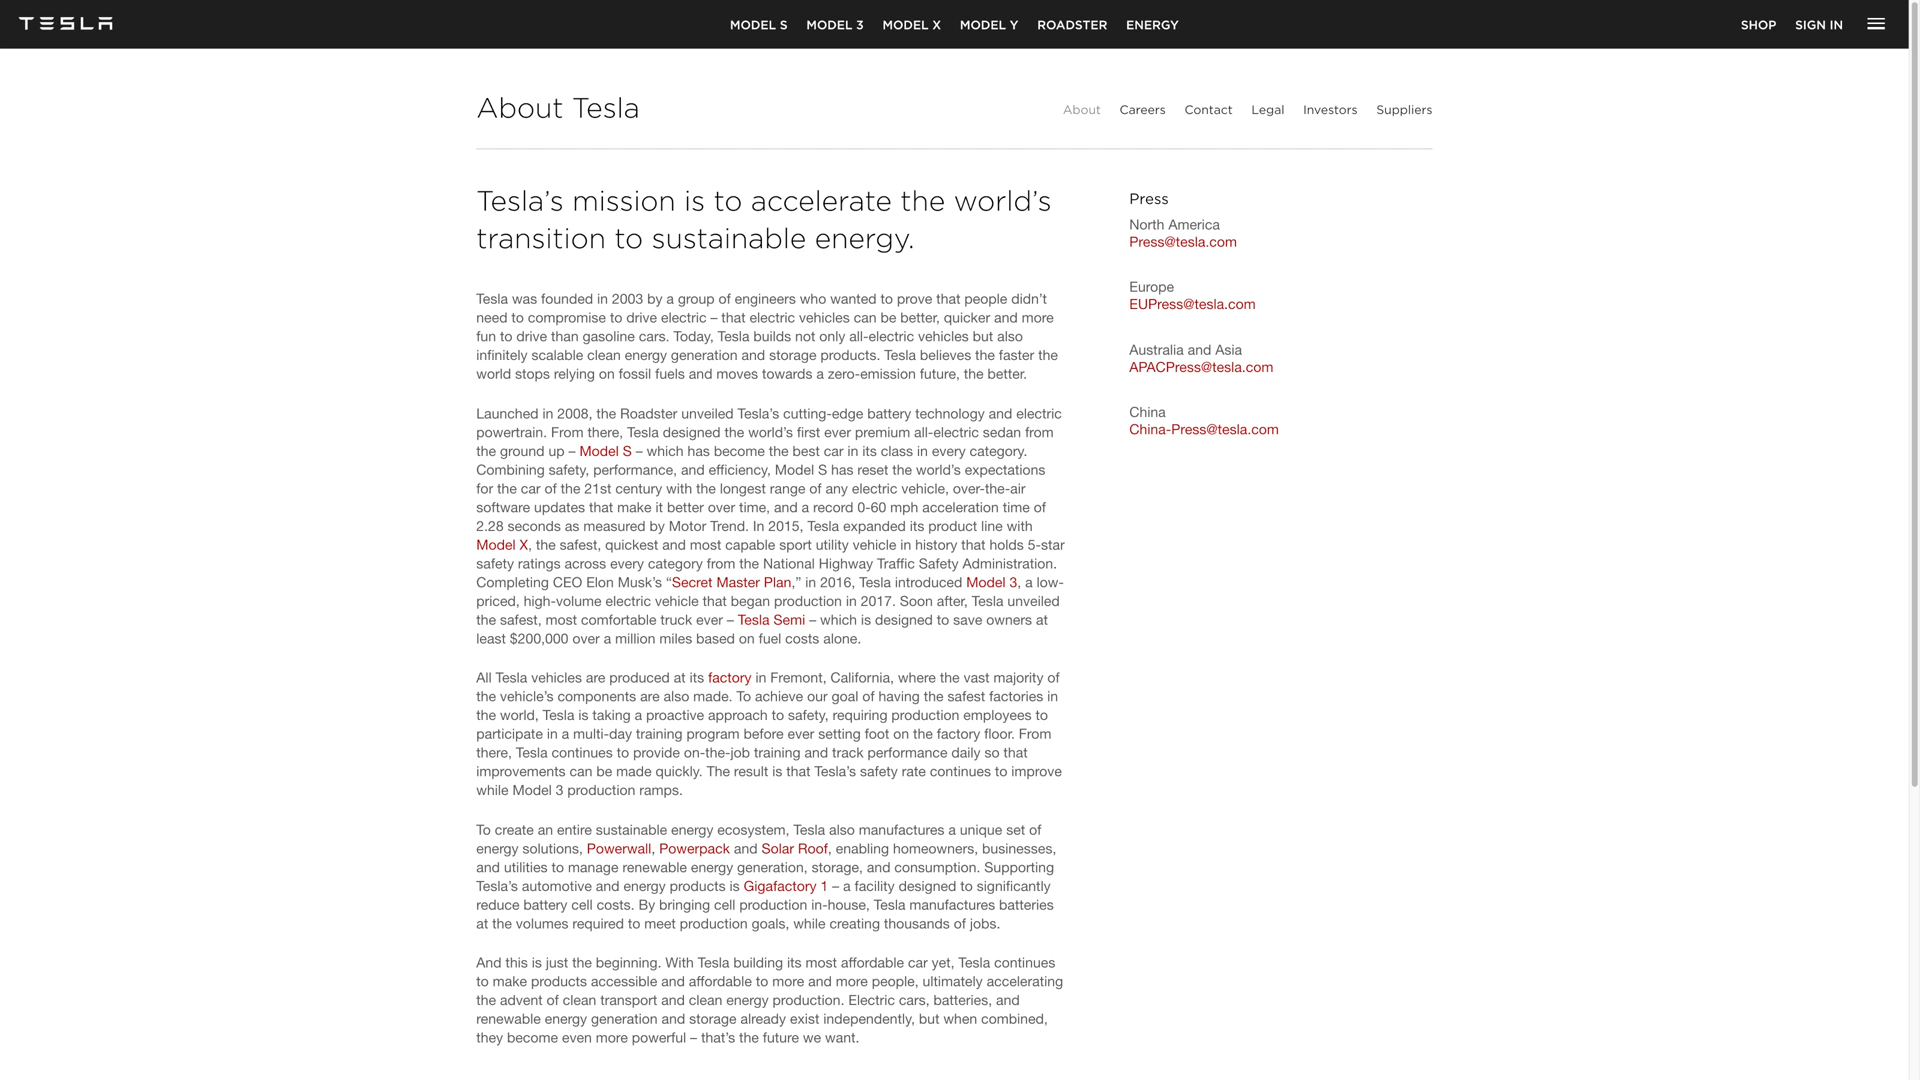 TESLA
MODEL S MODEL 3 MODEL X MODEL Y ROADSTER ENERGY
SHOP SIGN IN
About Tesla
About Careers Contact Legal Investors Suppliers
Tesla’s mission is to accelerate the world’s
transition to sustainable energy.
Tesla was founded in 2003 by a group of engineers who wanted to prove that people didn’t
need to compromise to drive electric – that electric vehicles can be better, quicker and more
fun to drive than gasoline cars. Today, Tesla builds not only all-electric vehicles but also
infinitely scalable clean energy generation and storage products. Tesla believes the faster the
world stops relying on fossil fuels and moves towards a zero-emission future, the better.
Launched in 2008, the Roadster unveiled Tesla’s cutting-edge battery technology and electric
powertrain. From there, Tesla designed the world’s first ever premium all-electric sedan from
the ground up – Model S – which has become the best car in its class in every category.
Combining safety, performance, and efficiency, Model S has reset the world’s expectations
for the car of the 21st century with the longest range of any electric vehicle, over-the-air
software updates that make it better over time, and a record 0-60 mph acceleration time of
2.28 seconds as measured by Motor Trend. In 2015, Tesla expanded its product line with
Model X, the safest, quickest and most capable sport utility vehicle in history that holds 5-star
safety ratings across every category from the National Highway Traffic Safety Administration.
Completing CEO Elon Musk’s “Secret Master Plan,” in 2016, Tesla introduced Model 3, a low-
priced, high-volume electric vehicle that began production in 2017. Soon after, Tesla unveiled
the safest, most comfortable truck ever – Tesla Semi – which is designed to save owners at
least $200,000 over a million miles based on fuel costs alone.
All Tesla vehicles are produced at its factory in Fremont, California, where the vast majority of
the vehicle’s components are also made. To achieve our goal of having the safest factories in
the world, Tesla is taking a proactive approach to safety, requiring production employees to
participate in a multi-day training program before ever setting foot on the factory floor. From
there, Tesla continues to provide on-the-job training and track performance daily so that
improvements can be made quickly. The result is that Tesla’s safety rate continues to improve
while Model 3 production ramps.
To create an entire sustainable energy ecosystem, Tesla also manufactures a unique set of
energy solutions, Powerwall, Powerpack and Solar Roof, enabling homeowners, businesses,
and utilities to manage renewable energy generation, storage, and consumption. Supporting
Tesla’s automotive and energy products is Gigafactory 1 – a facility designed to significantly
reduce battery cell costs. By bringing cell production in-house, Tesla manufactures batteries
at the volumes required to meet production goals, while creating thousands of jobs.
And this is just the beginning. With Tesla building its most affordable car yet, Tesla continues
to make products accessible and affordable to more and more people, ultimately accelerating
the advent of clean transport and clean energy production. Electric cars, batteries, and
renewable energy generation and storage already exist independently, but when combined,
they become even more powerful – that’s the future we want.
Press
North America
Press@tesla.com
Europe
EUPress@tesla.com
Australia and Asia
APACPress@tesla.com
China
China-Press@tesla.com